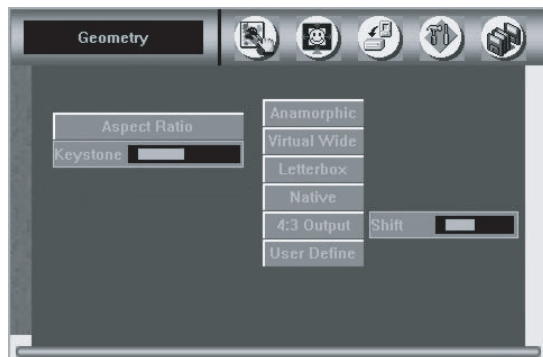 Geometry
Aspect Ratio
Keystone
Anamorphic
Virtual Wide
Letterbox
Native
4:3 Output
Shift
User Define